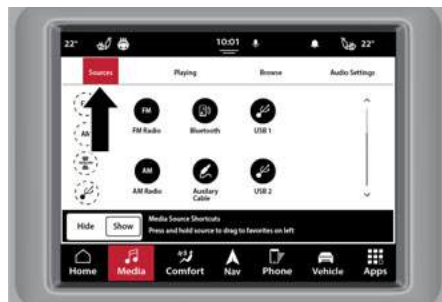 22° 10:01 22°
Sources Playing Browse Audio Settings
FM
FM Radio Bluetooth USB 1
AM AM
AM Radio Auxilary Cable USB 2
Hide Show Media Source Shortcuts
Press and hold source to drag to favorites on left
Home Media Comfort Nav Phone Vehicle Apps